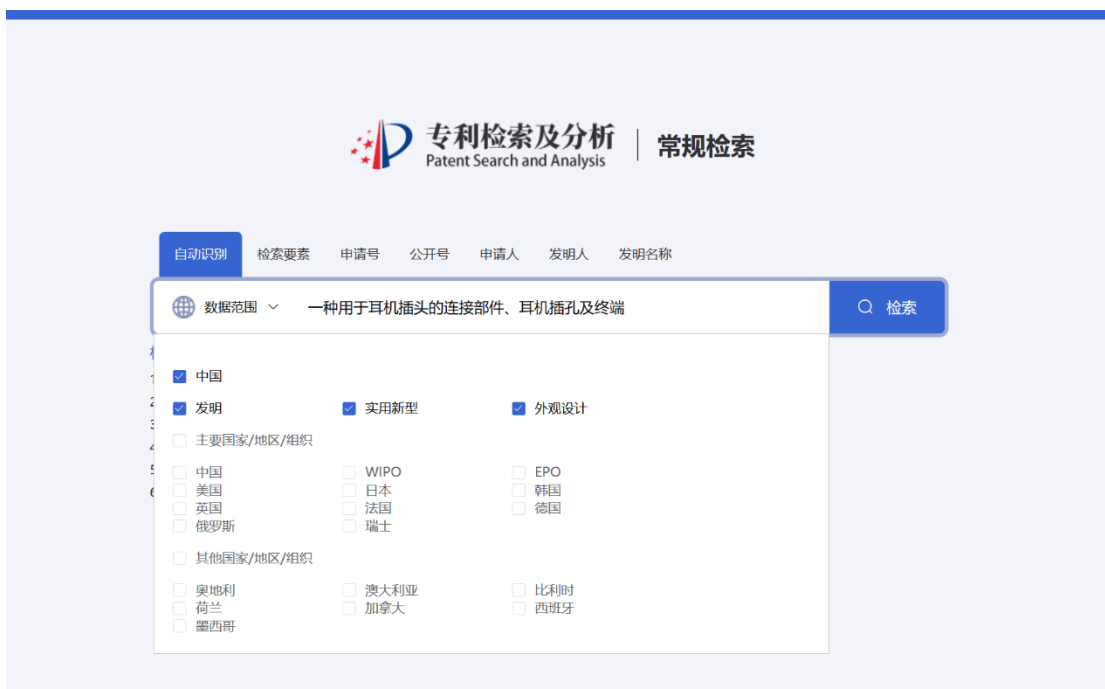 专利检索及分析 常规检索
Patent Search and Analysis
自动识别 检索要素 申请号 公开号 申请人 发明人 发明名称
数据范围 一种用于耳机插头的连接部件、耳机插孔及终端 检索
中国
发明 实用新型 外观设计
主要国家/地区/组织
中国 WIPO EPO
美国 日本 韩国
英国 法国 德国
俄罗斯 瑞士
其他国家/地区/组织
奥地利 澳大利亚 比利时
荷兰 加拿大 西班牙
墨西哥